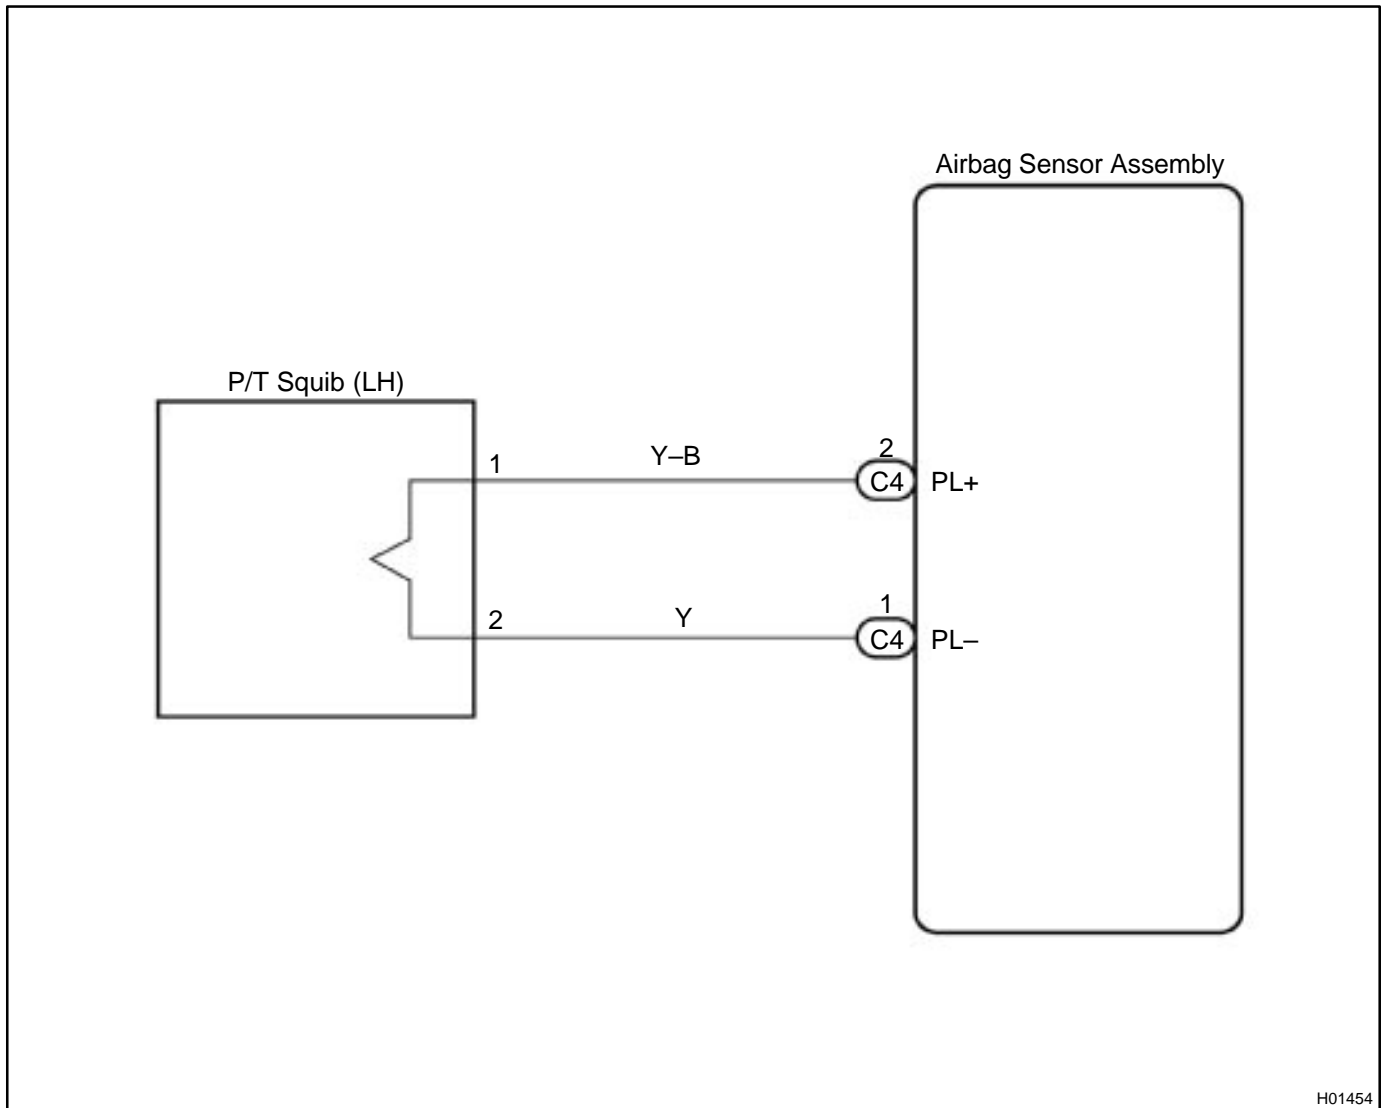 Airbag Sensor Assembly
P/T Squib (LH)
1 Y–B 2
C4 PL+
2 Y 1
C4 PL–
H01454